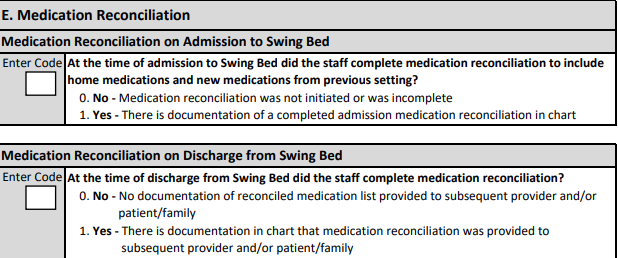 E. Medication Reconciliation
Medication Reconciliation on Admission to Swing Bed
Enter Code At the time of admission to Swing Bed did the staff complete medication reconciliation to include
home medications and new medications from previous setting?
0. No - Medication reconciliation was not initiated or was incomplete
1. Yes - There is documentation of a completed admission medication reconciliation in chart
Medication Reconciliation on Discharge from Swing Bed
Enter Code At the time of discharge from Swing Bed did the staff complete medication reconciliation?
0. No - No documentation of reconciled medication list provided to subsequent provider and/or
patient/family
1. Yes - There is documentation in chart that medication reconciliation was provided to
subsequent provider and/or patient/family